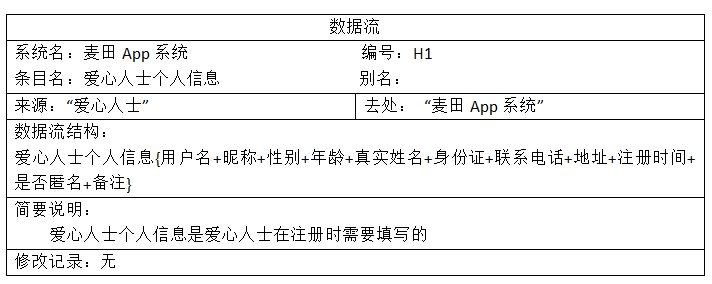 数据流
系统名：麦田 App 系统 编号：H1
条目名：爱心人士个人信息 别名：
来源：“爱心人士” 去处： “麦田 App 系统”
数据流结构：
爱心人士个人信息{用户名+昵称+性别+年龄+真实姓名+身份证+联系电话+地址+注册时间+
是否匿名+备注}
简要说明：
爱心人士个人信息是爱心人士在注册时需要填写的
修改记录：无